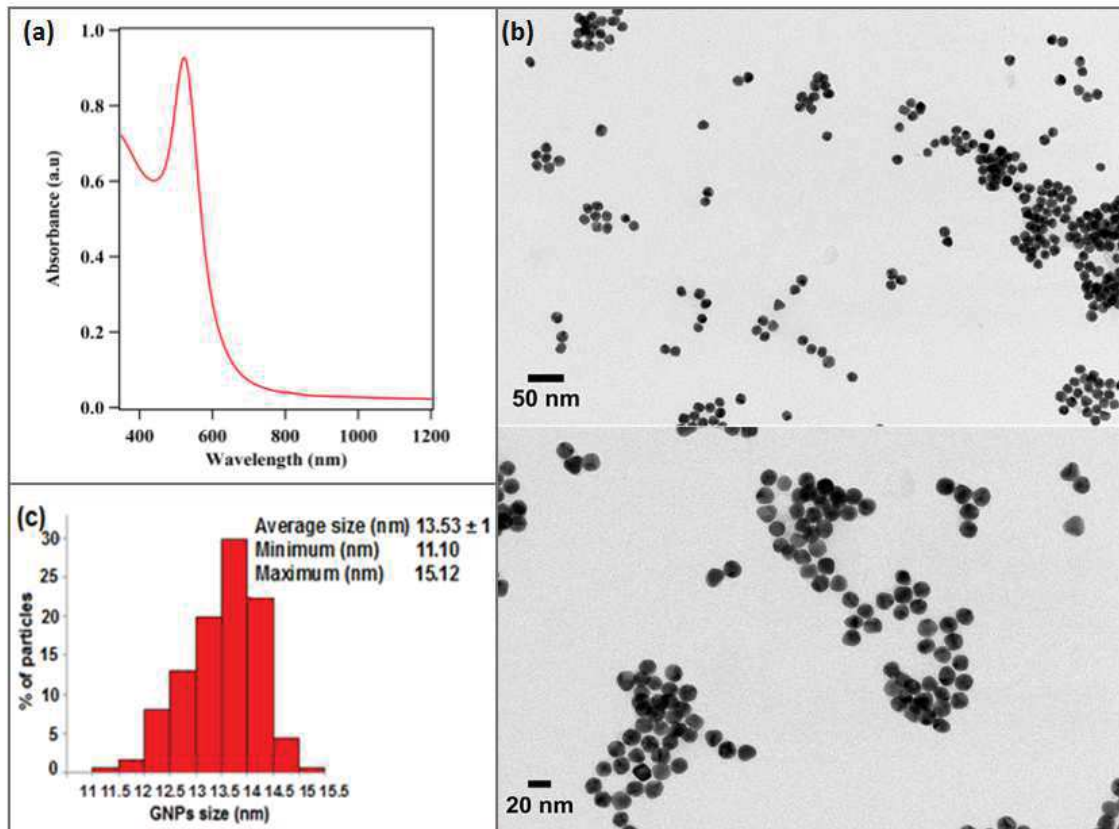 (a)
1.0
0.8
0.6
0.4
0.2
0.0
Absorbance (a.u)
400 600 800 1000 1200
Wavelength (nm)
(b)
50 nm
20 nm
(c)
Average size (nm) 13.53 ± 1
Minimum (nm) 11.10
Maximum (nm) 15.12
30
25
20
15
10
5
0
% of particles
11 11.5 12 12.5 13 13.5 14 14.5 15 15.5
GNPs size (nm)